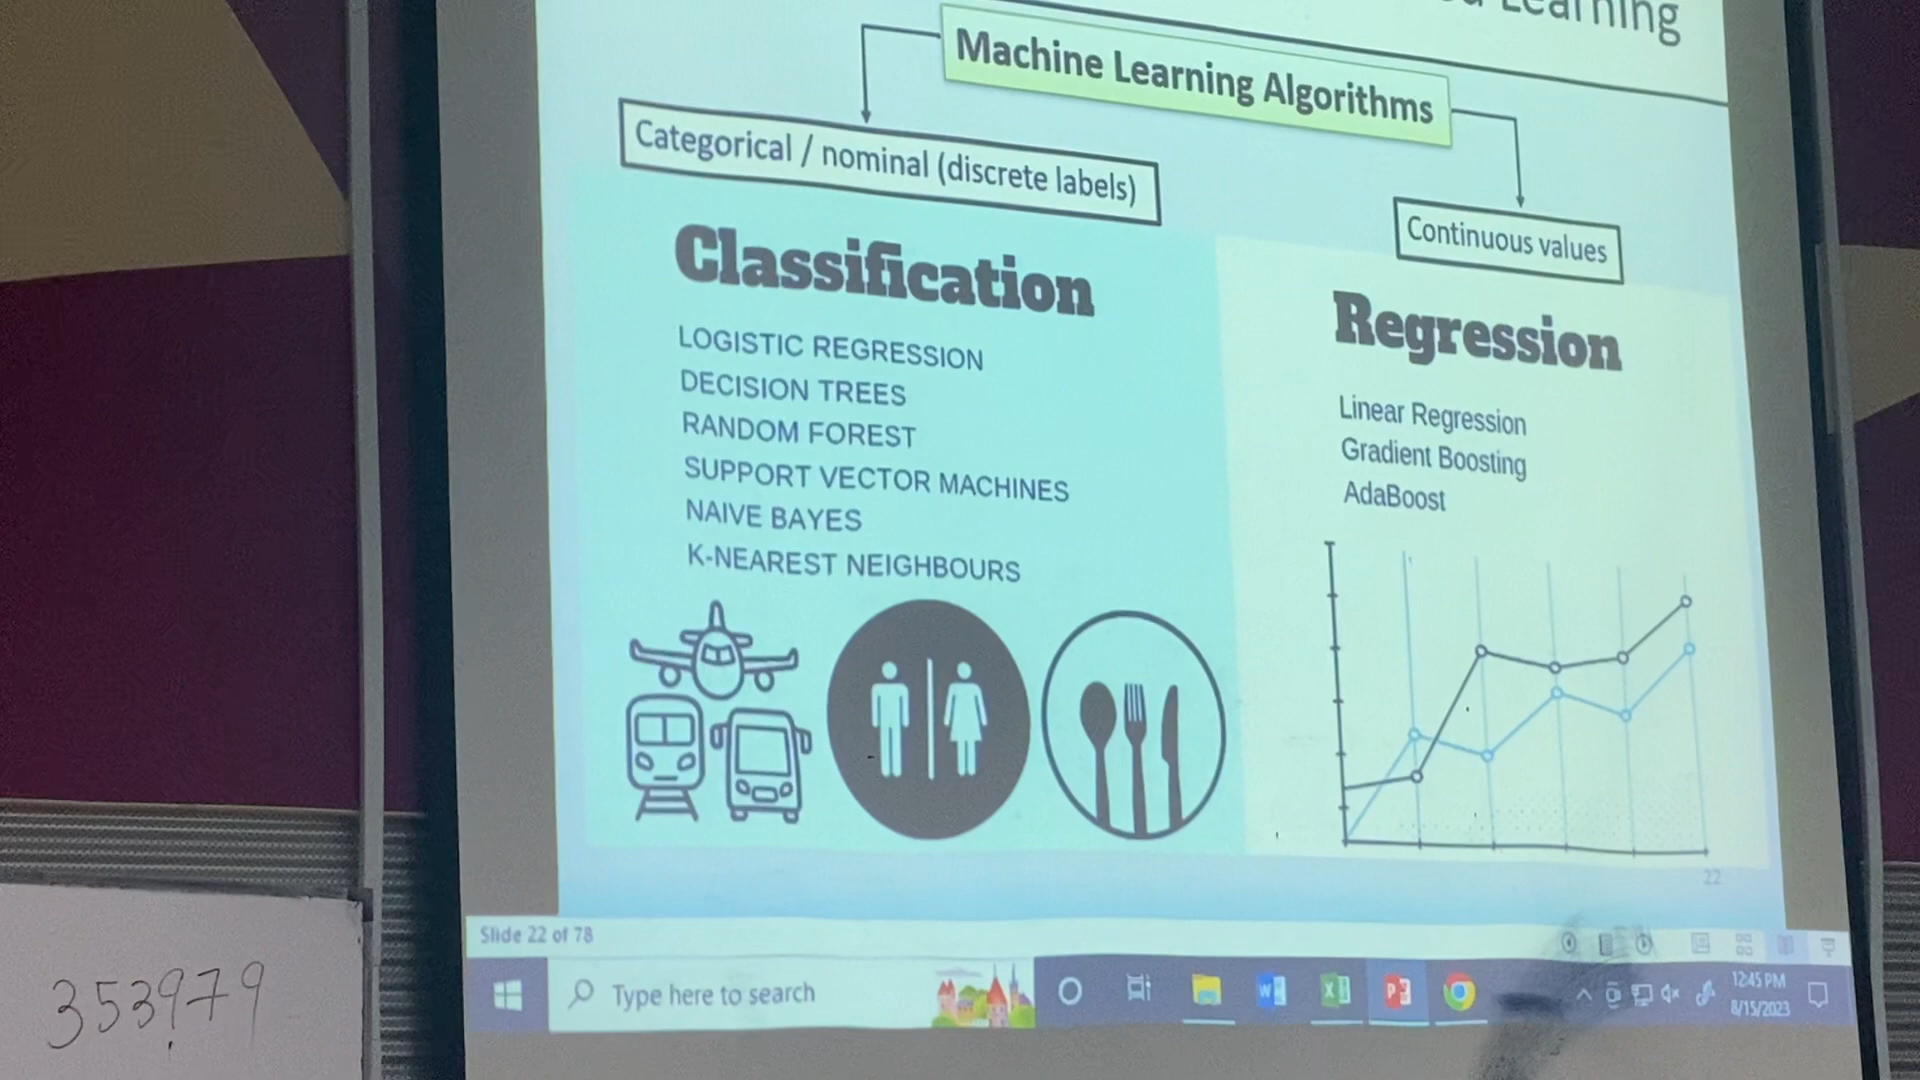 Learning
Machine Learning Algorithms
Categorical / nominal (discrete labels)
Continuous values
Classification
LOGISTIC REGRESSION
DECISION TREES
RANDOM FOREST
SUPPORT VECTOR MACHINES
NAIVE BAYES
K-NEAREST NEIGHBOURS
Regression
Linear Regression
Gradient Boosting
AdaBoost
22
Slide 22 of 78
Type here to search
12:45 PM
8/15/2023
353979